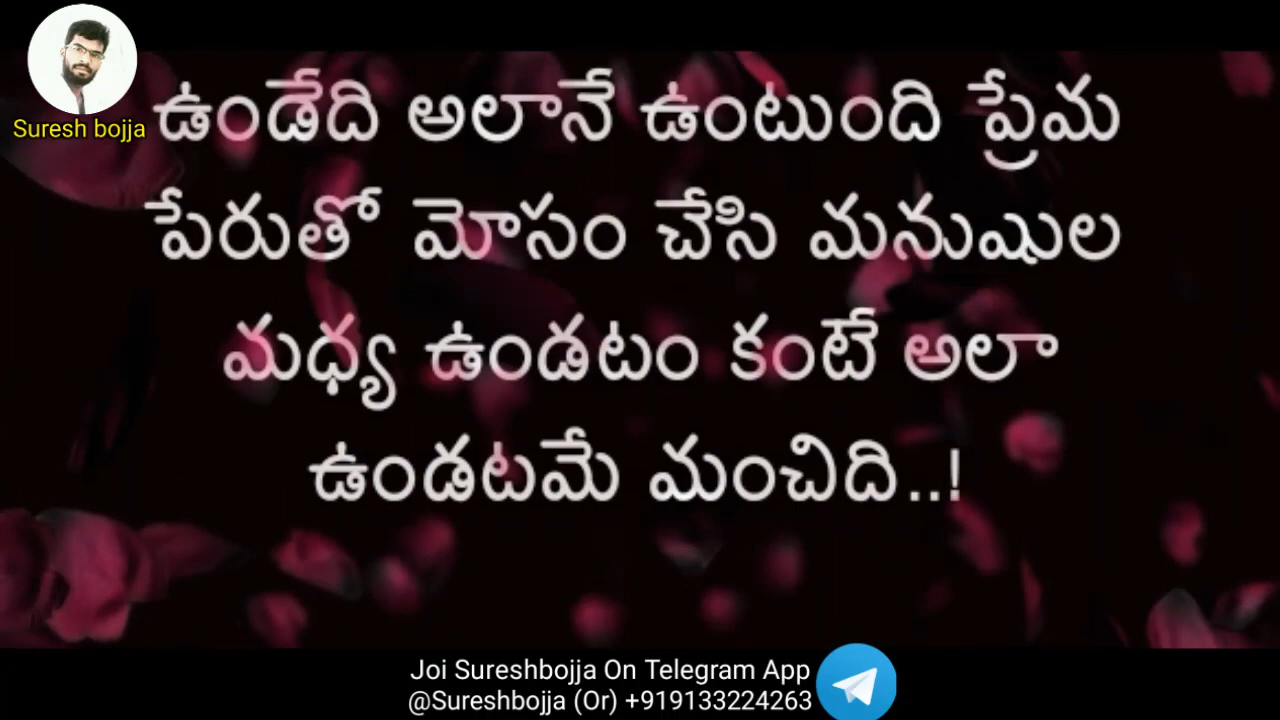 ఉండేది అలానే ఉంటుంది ప్రేమ
Suresh bojja
పేరుతో మోసం చేసి మనుషుల
మధ్య ఉండటం కంటే అలా
ఉండటమే మంచిది..!
Joi Sureshbojja On Telegram App
@Sureshbojja (Or) +919133224263